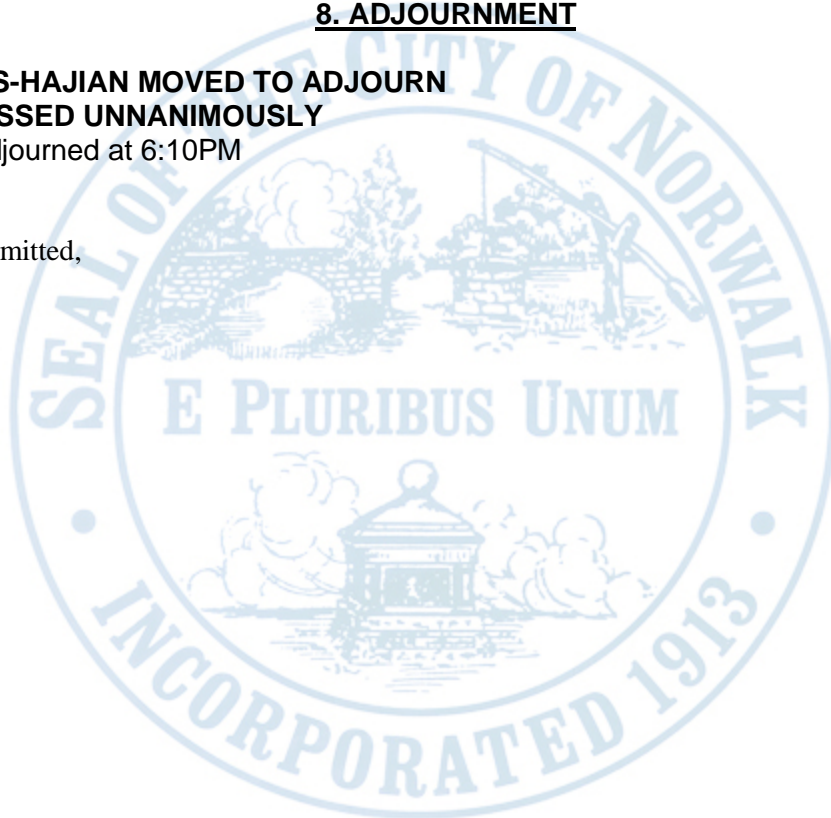 8. ADJOURNMENT
S-HAJIAN MOVED TO ADJOURN
SSED UNNANIMOUSLY
journed at 6:10PM
mitted,
SEAL OF THE CITY OF NORWALK
E PLURIBUS UNUM
INCORPORATED 1913